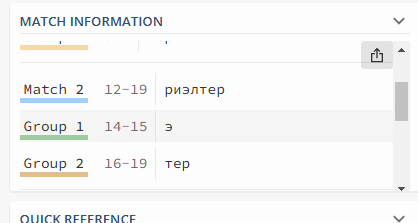 MATCH INFORMATION
Match 2 12-19 риэлтер
Group 1 14-15 э
Group 2 16-19 тер
QUICK REFERENCE